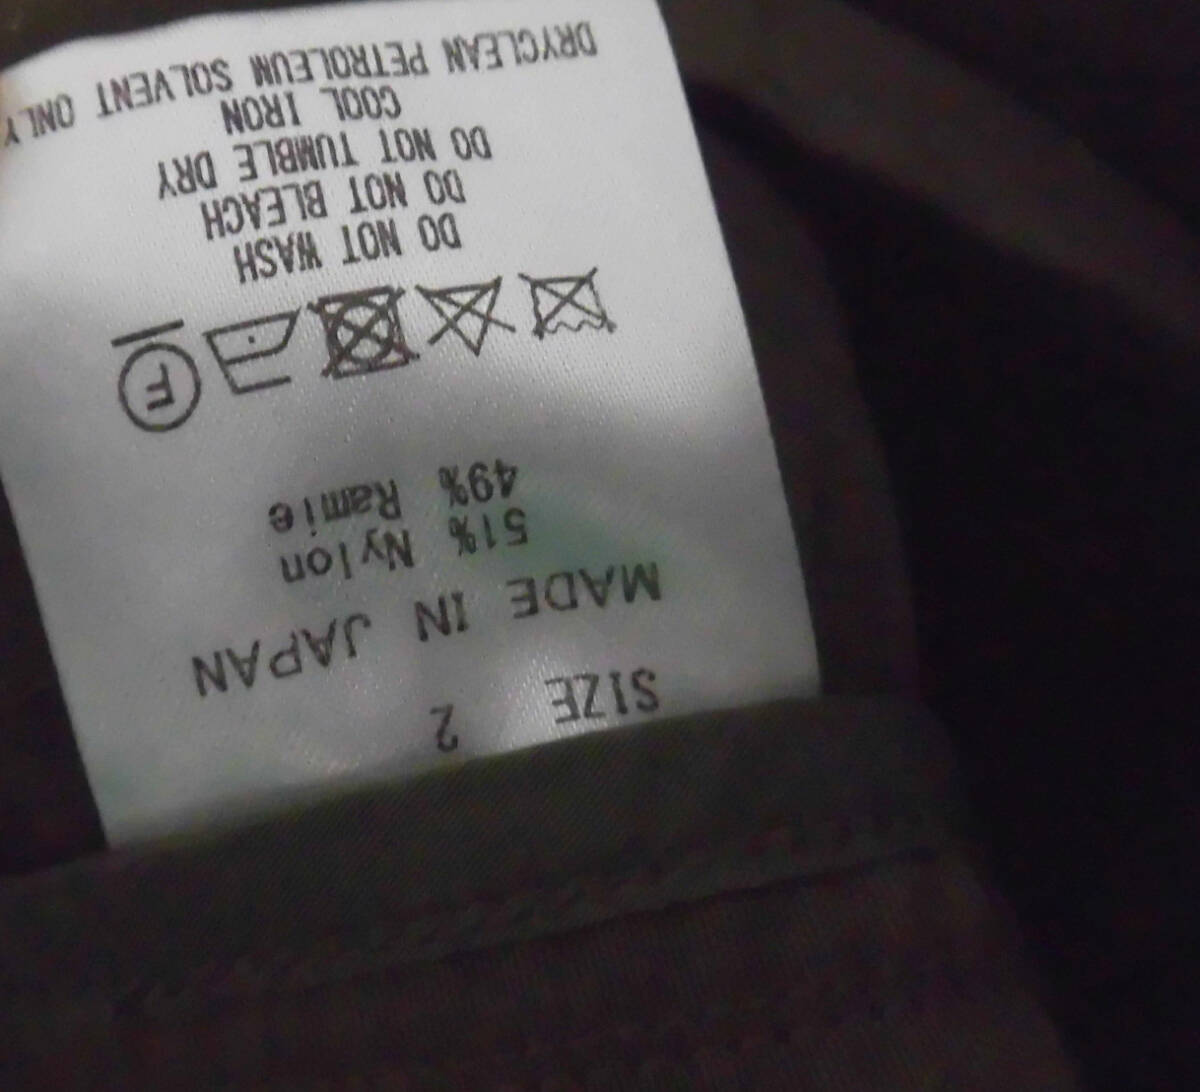 SIZE 2
MADE IN JAPAN
51% Nylon
49% Ramie
F
DO NOT WASH
DO NOT BLEACH
DO NOT TUMBLE DRY
COOL IRON
DRYCLEAN PETROLEUM SOLVENT ONLY